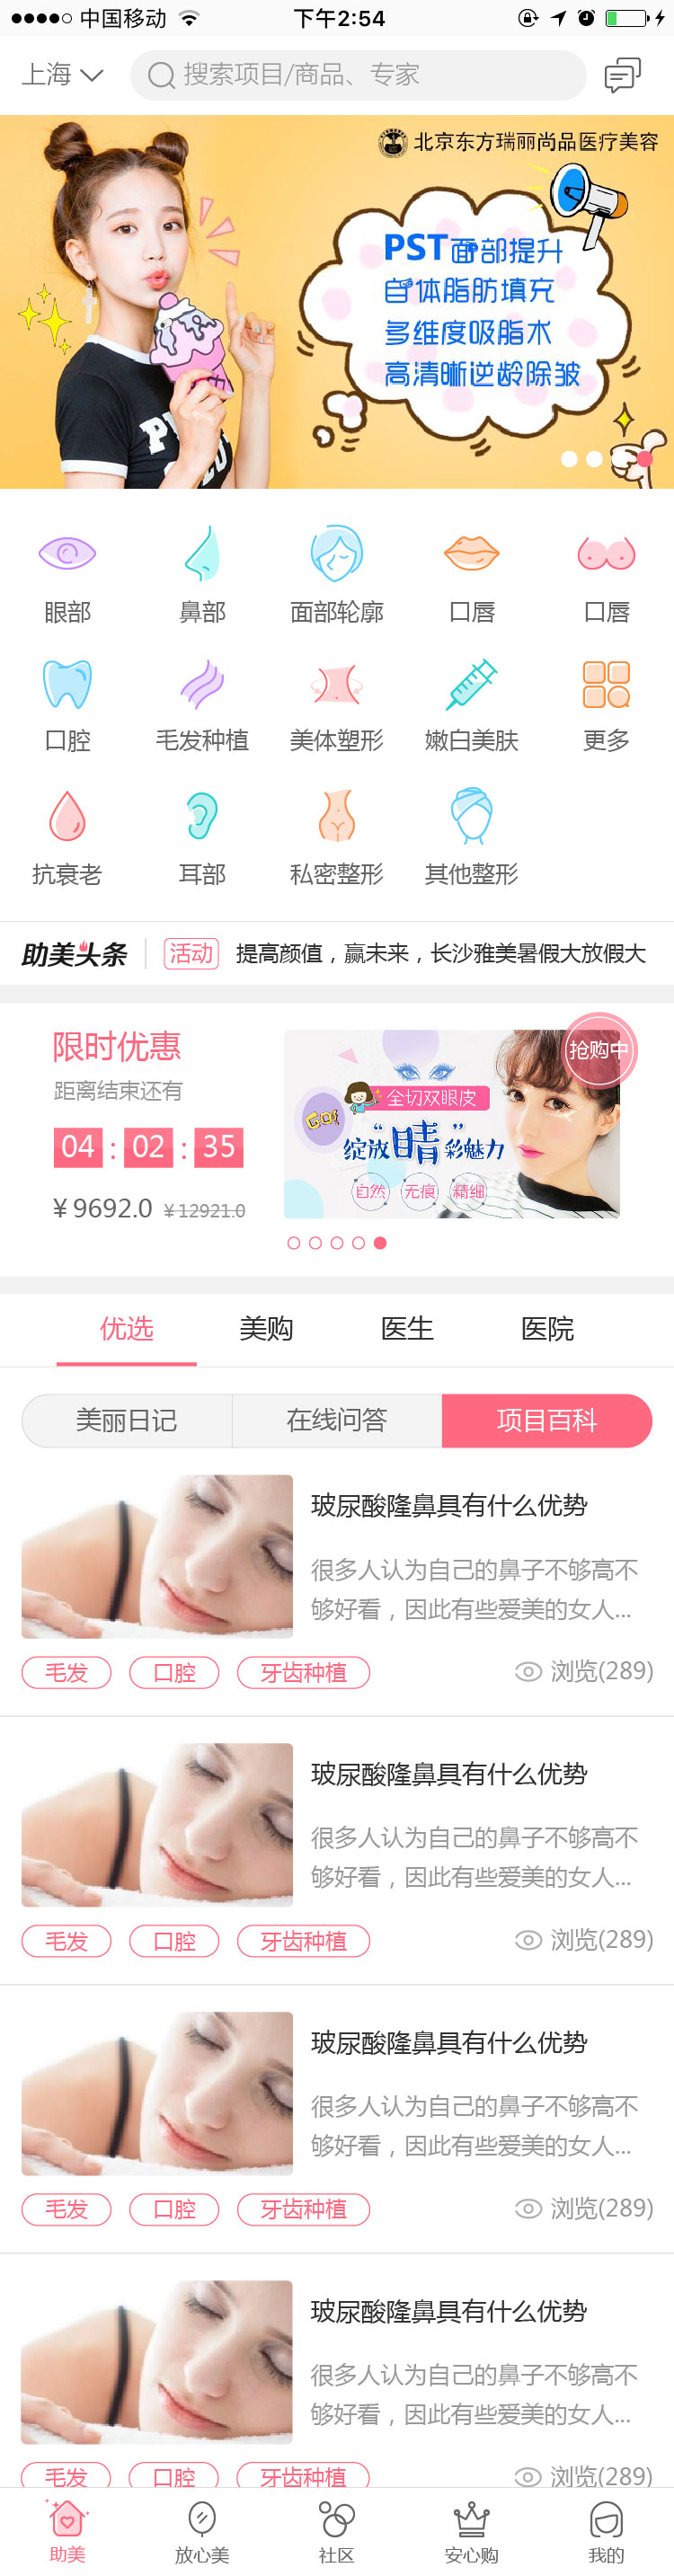 中国移动
下午2:54
上海
搜索项目/商品、专家
北京东方瑞丽尚品医疗美容
PST面部提升
自体脂肪填充
多维度吸脂术
高清晰逆龄除皱
眼部
鼻部
面部轮廓
口唇
口唇
口腔
毛发种植
美体塑形
嫩白美肤
更多
抗衰老
耳部
私密整形
其他整形
助美头条
活动
提高颜值，赢未来，长沙雅美暑假大放假大
限时优惠
距离结束还有
04 : 02 : 35
¥ 9692.0
¥ 12921.0
抢购中
GO!
全切双眼皮
绽放“睛”彩魅力
自然
无痕
精细
优选
美购
医生
医院
美丽日记
在线问答
项目百科
玻尿酸隆鼻具有什么优势
很多人认为自己的鼻子不够高不
够好看，因此有些爱美的女人...
毛发
口腔
牙齿种植
浏览(289)
玻尿酸隆鼻具有什么优势
很多人认为自己的鼻子不够高不
够好看，因此有些爱美的女人...
毛发
口腔
牙齿种植
浏览(289)
玻尿酸隆鼻具有什么优势
很多人认为自己的鼻子不够高不
够好看，因此有些爱美的女人...
毛发
口腔
牙齿种植
浏览(289)
玻尿酸隆鼻具有什么优势
很多人认为自己的鼻子不够高不
够好看，因此有些爱美的女人...
毛发
口腔
牙齿种植
浏览(289)
助美
放心美
社区
安心购
我的